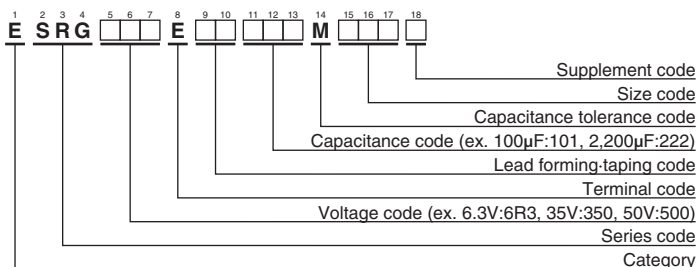 1 2 3 4 5 6 7 8 9 10 11 12 13 14 15 16 17 18
E SRG E M
Supplement code
Size code
Capacitance tolerance code
Capacitance code (ex. 100μF:101, 2,200μF:222)
Lead forming·taping code
Terminal code
Voltage code (ex. 6.3V:6R3, 35V:350, 50V:500)
Series code
Category